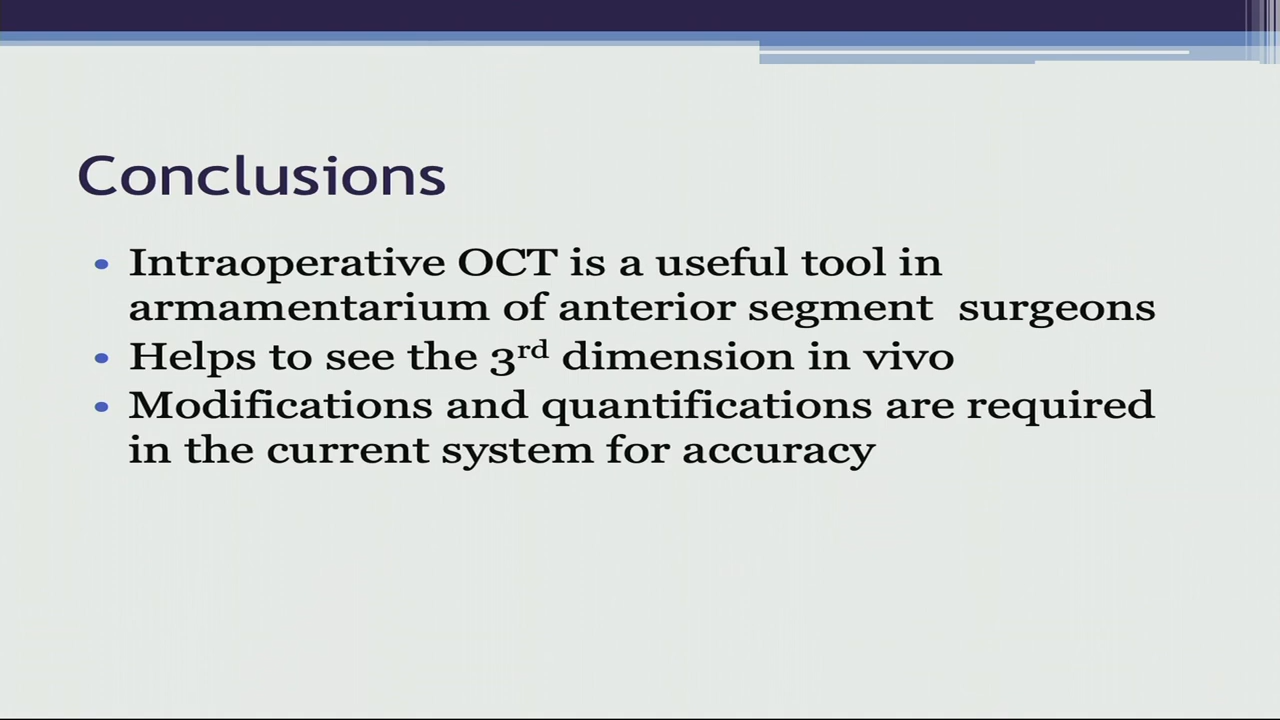 Conclusions
• Intraoperative OCT is a useful tool in
armamentarium of anterior segment  surgeons
• Helps to see the 3rd dimension in vivo
• Modifications and quantifications are required
in the current system for accuracy